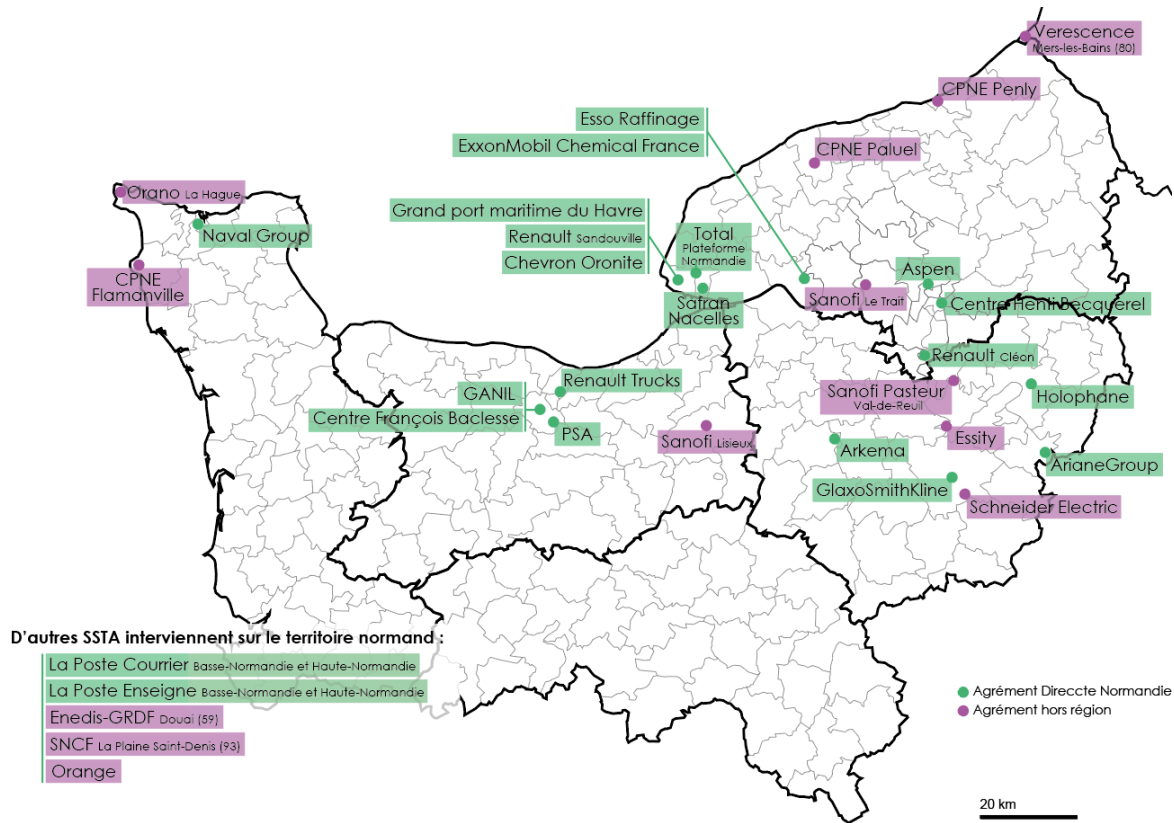 Verescence
Mers-les-Bains (80)
CPNE Penly
Esso Raffinage
ExxonMobil Chemical France
CPNE Paluel
Orano La Hague
Naval Group
Grand port maritime du Havre
Renault Sandouville
Chevron Oronite
Total
Plateforme
Normandie
CPNE
Flamanville
Safran
Nacelles
Sanofi Le Trait
Aspen
Centre Henri Becquerel
Renault Cléon
GANIL
Centre François Baclesse
Renault Trucks
PSA
Sanofi Lisieux
Sanofi Pasteur
Val-de-Reuil
Holophane
Essity
Arkema
ArianeGroup
GlaxoSmithKline
Schneider Electric
D'autres SSTA interviennent sur le territoire normand :
La Poste Courrier Basse-Normandie et Haute-Normandie
La Poste Enseigne Basse-Normandie et Haute-Normandie
Enedis-GRDF Douai (59)
SNCF La Plaine Saint-Denis (93)
Orange
Agrément Direccte Normandie
Agrément hors région
20 km